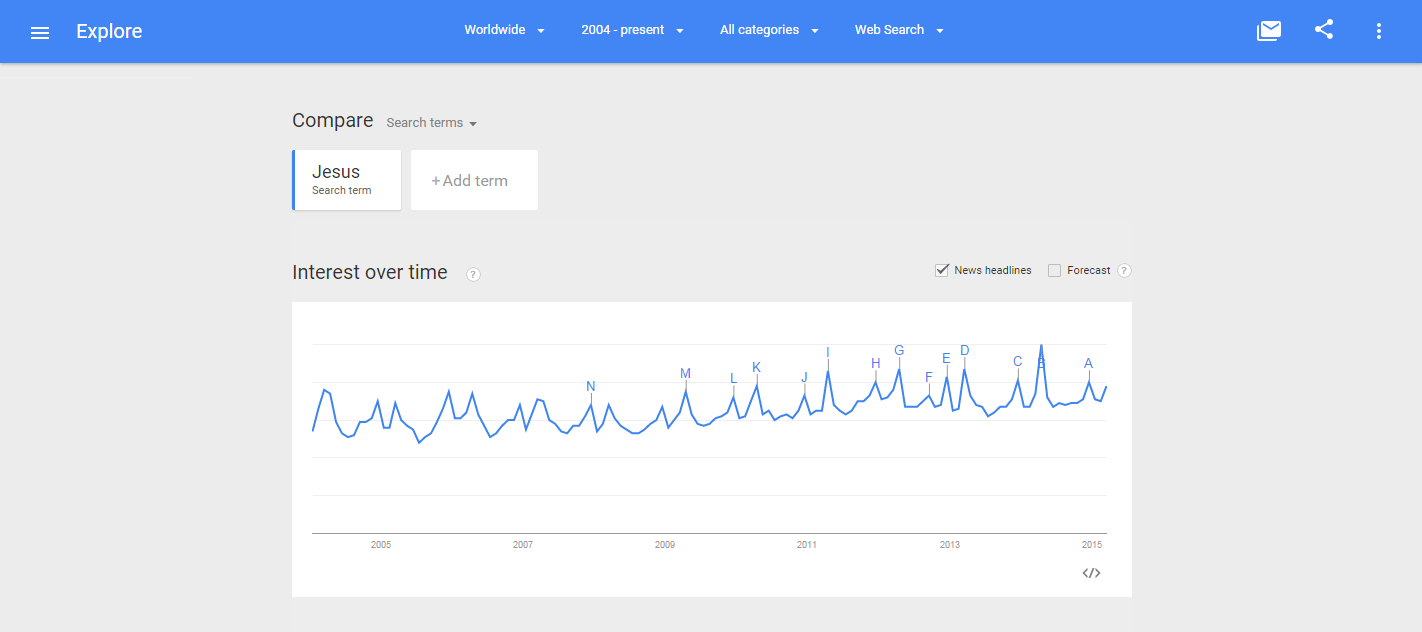 Explore Worldwide 2004 - present All categories Web Search
Compare Search terms
Jesus
Search term
+ Add term
Interest over time ?
News headlines Forecast ?
N M L K J I H G F E D C B A
2005 2007 2009 2011 2013 2015
</>